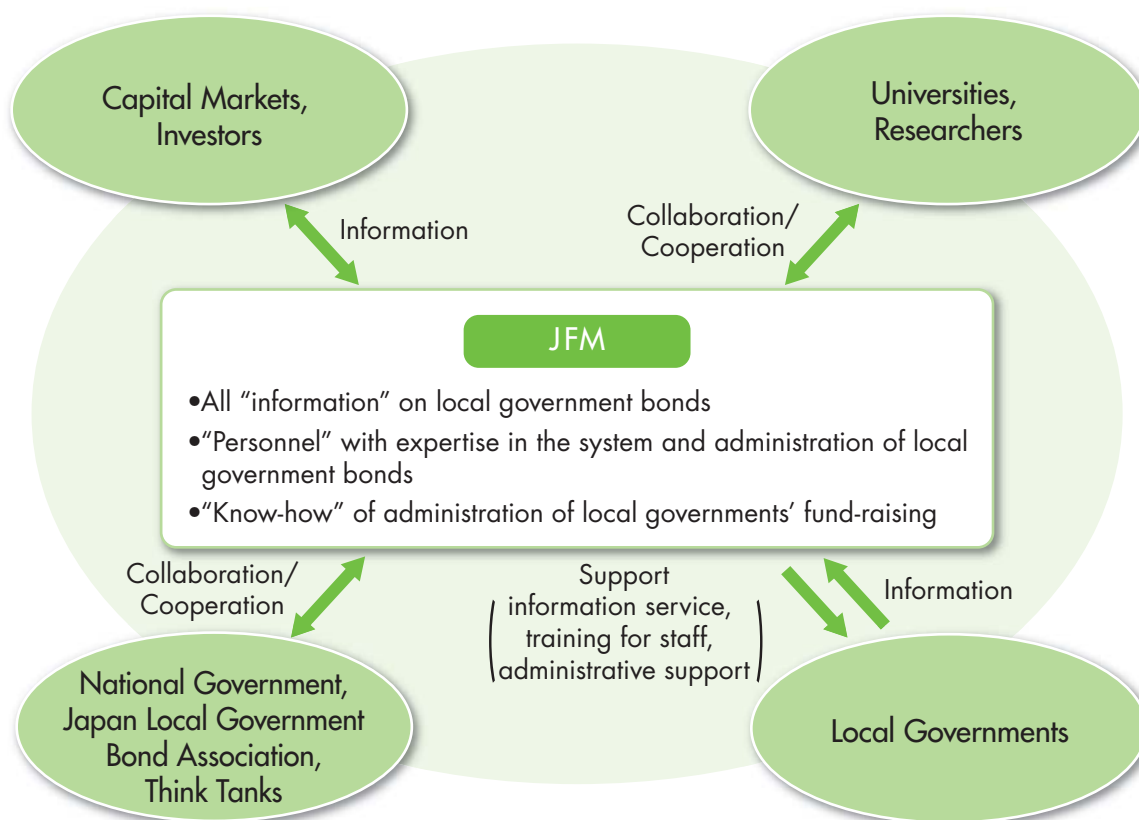 Capital Markets,
Investors
Universities,
Researchers
Information
Collaboration/
Cooperation
JFM
•All “information” on local government bonds
•“Personnel” with expertise in the system and administration of local
government bonds
•“Know-how” of administration of local governments’ fund-raising
Collaboration/
Cooperation
Support
(information service,
training for staff,
administrative support)
Information
National Government,
Japan Local Government
Bond Association,
Think Tanks
Local Governments